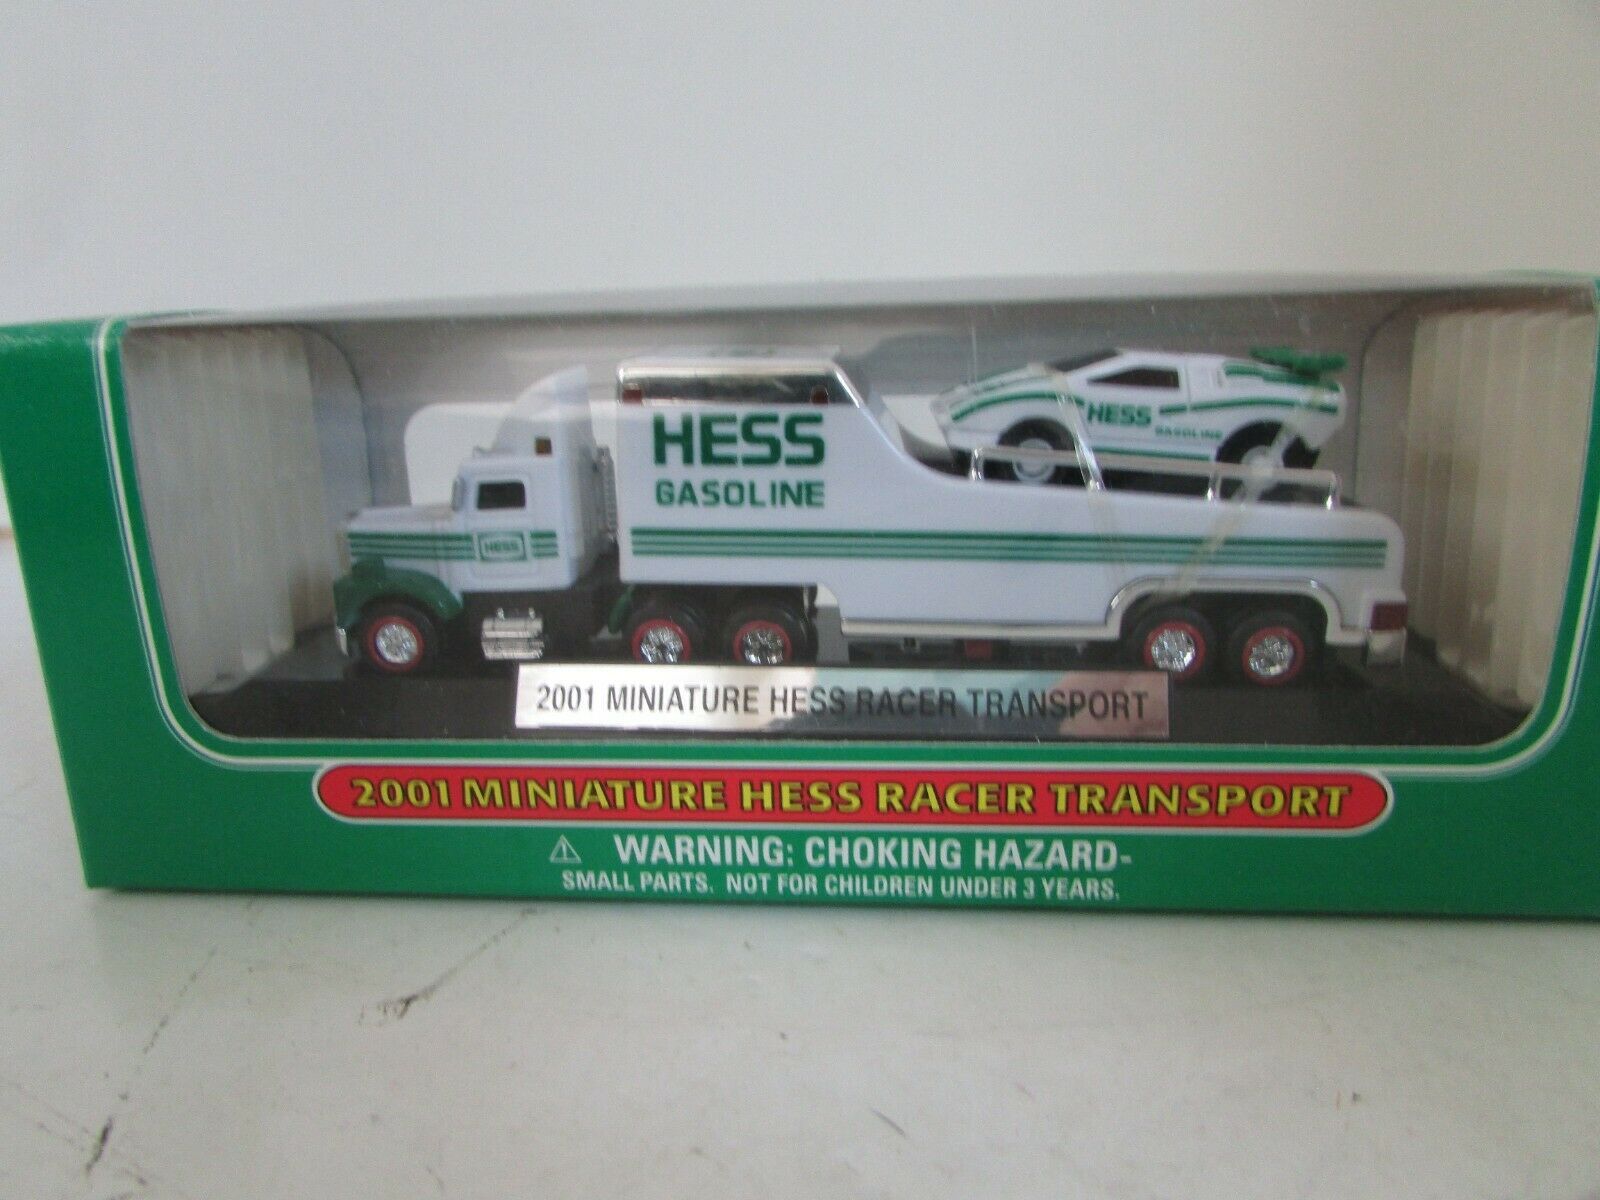 HESS
GASOLINE
HESS
GASOLINE
HESS
2001 MINIATURE HESS RACER TRANSPORT
2001 MINIATURE HESS RACER TRANSPORT
WARNING: CHOKING HAZARD-
SMALL PARTS. NOT FOR CHILDREN UNDER 3 YEARS.